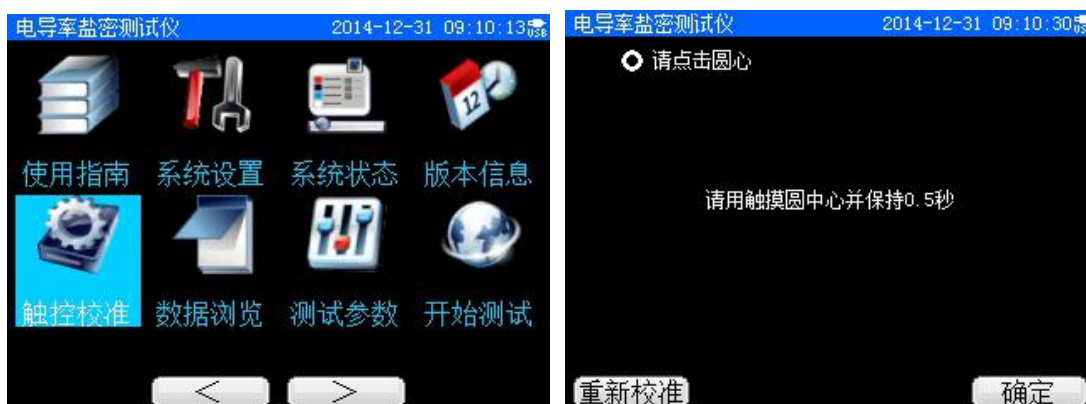 电导率盐密测试仪 2014-12-31 09:10:13 USB
12
使用指南 系统设置 系统状态 版本信息
触控校准 数据浏览 测试参数 开始测试
< >
电导率盐密测试仪 2014-12-31 09:10:30
请点击圆心
请用触摸圆中心并保持0.5秒
重新校准 确定